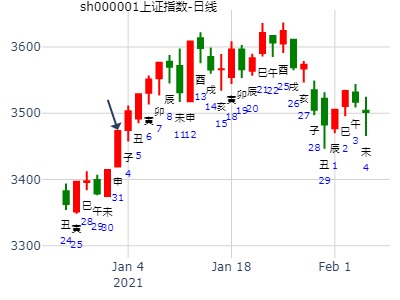 sh000001上证指数-日线
3600
3500
3400
3300
丑 24
寅 25
巳 28
午 29
未 30
申 31
子 4
丑 5
寅 6
卯 7
辰 8
未 11
申 12
酉 13
戌 14
亥 15
寅 18
卯 19
辰 20
巳 21
午 22
酉 25
戌 26
亥 27
子 28
丑 29
辰 1
巳 2
午 3
未 4
Jan 4
2021
Jan 18
Feb 1